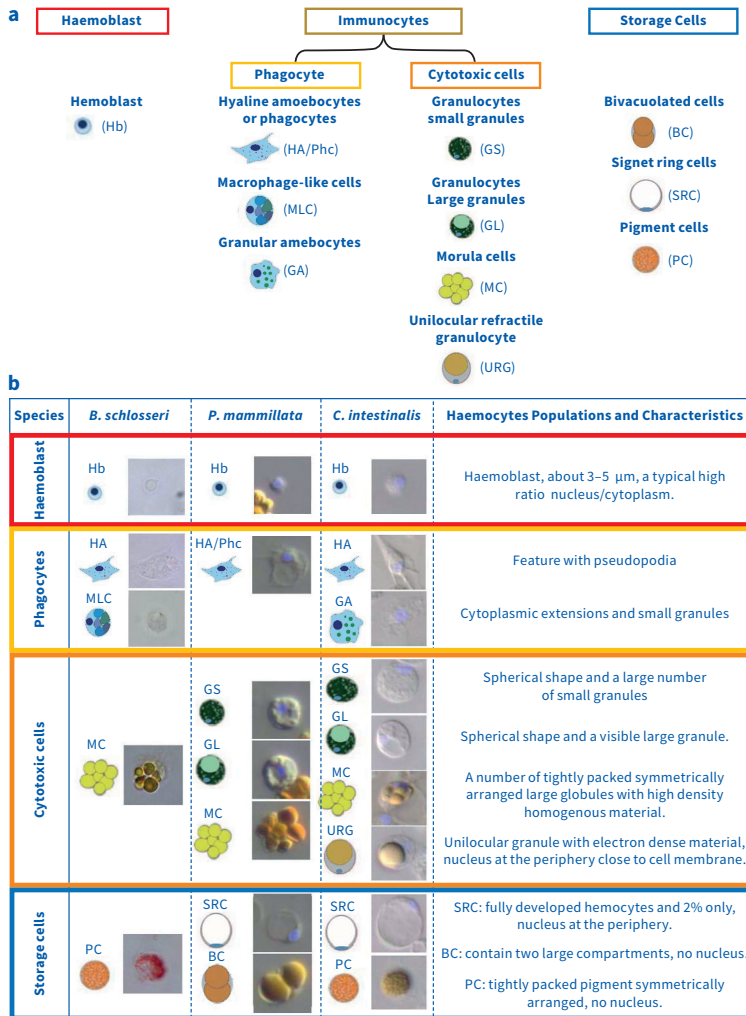 a
Haemoblast
Immunocytes
Storage Cells
Phagocyte
Cytotoxic cells
Hemoblast
(Hb)
Hyaline amoebocytes
or phagocytes
(HA/Phc)
Macrophage-like cells
(MLC)
Granular amebocytes
(GA)
Granulocytes
small granules
(GS)
Granulocytes
Large granules
(GL)
Morula cells
(MC)
Unilocular refractile
granulocyte
(URG)
Bivacuolated cells
(BC)
Signet ring cells
(SRC)
Pigment cells
(PC)
b
Species
B. schlosseri
P. mammillata
C. intestinalis
Haemocytes Populations and Characteristics
Haemoblast
Hb
Hb
Hb
Haemoblast, about 3–5 μm, a typical high
ratio nucleus/cytoplasm.
Phagocytes
HA
HA/Phc
HA
Feature with pseudopodia
MLC
GA
Cytoplasmic extensions and small granules
Cytotoxic cells
MC
GS
GL
MC
GS
GL
MC
URG
Spherical shape and a large number
of small granules
Spherical shape and a visible large granule.
A number of tightly packed symmetrically
arranged large globules with high density
homogenous material.
Unilocular granule with electron dense material,
nucleus at the periphery close to cell membrane.
Storage cells
PC
SRC
BC
SRC
PC
SRC: fully developed hemocytes and 2% only,
nucleus at the periphery.
BC: contain two large compartments, no nucleus.
PC: tightly packed pigment symmetrically
arranged, no nucleus.